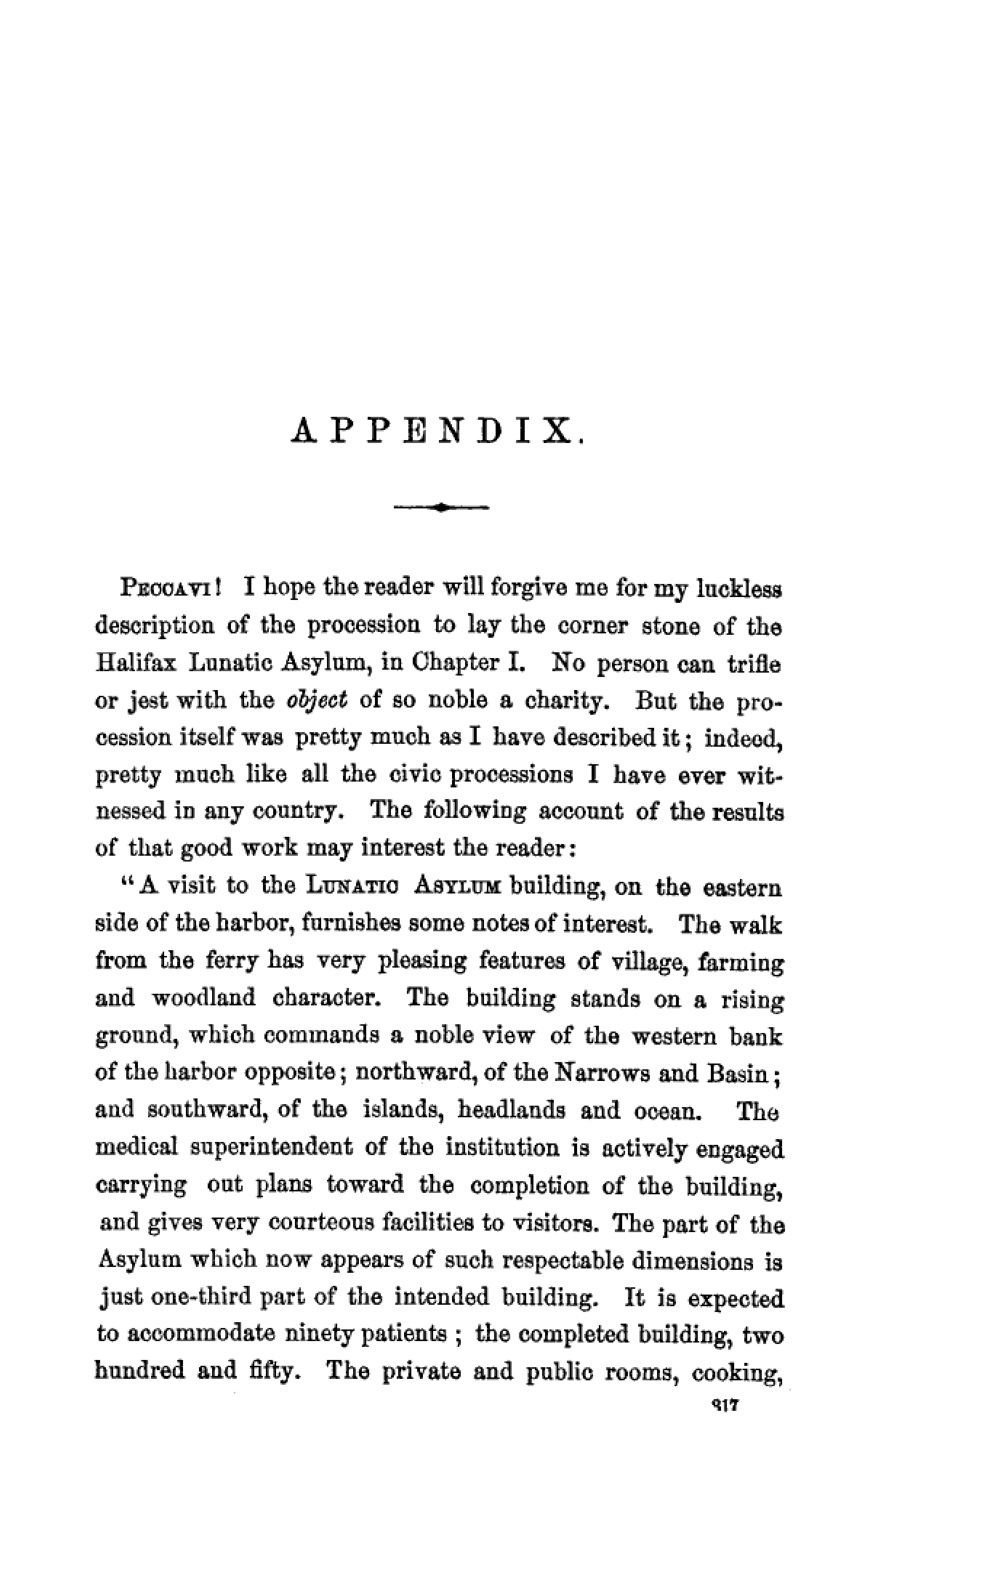 APPENDIX.
PECCAVI! I hope the reader will forgive me for my luckless
description of the procession to lay the corner stone of the
Halifax Lunatic Asylum, in Chapter I. No person can trifle
or jest with the object of so noble a charity. But the pro-
cession itself was pretty much as I have described it; indeed,
pretty much like all the civic processions I have ever wit-
nessed in any country. The following account of the results
of that good work may interest the reader:
"A visit to the LUNATIC ASYLUM building, on the eastern
side of the harbor, furnishes some notes of interest. The walk
from the ferry has very pleasing features of village, farming
and woodland character. The building stands on a rising
ground, which commands a noble view of the western bank
of the harbor opposite; northward, of the Narrows and Basin;
and southward, of the islands, headlands and ocean. The
medical superintendent of the institution is actively engaged
carrying out plans toward the completion of the building,
and gives very courteous facilities to visitors. The part of the
Asylum which now appears of such respectable dimensions is
just one-third part of the intended building. It is expected
to accommodate ninety patients; the completed building, two
hundred and fifty. The private and public rooms, cooking,
317